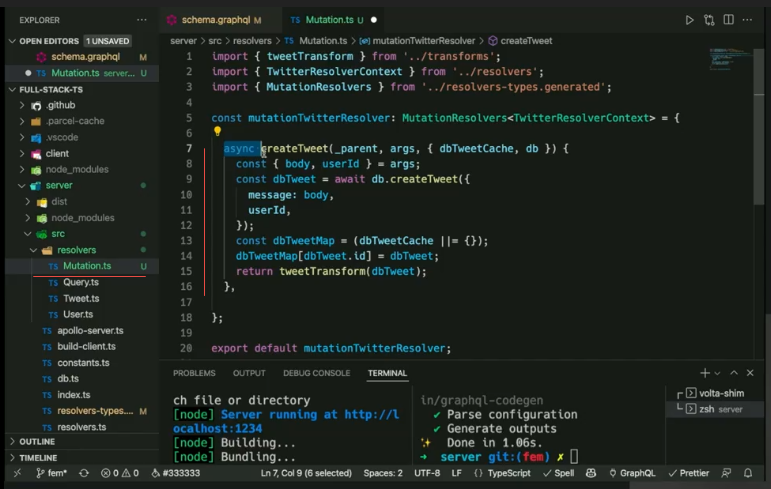 EXPLORER
OPEN EDITORS 1 UNSAVED
schema.graphql M
TS Mutation.ts server... U
FULL-STACK-TS
.github
.parcel-cache
.vscode
client
node_modules
server
dist
node_modules
src
resolvers
TS Mutation.ts U
TS Query.ts
TS Tweet.ts
TS User.ts
TS apollo-server.ts
TS build-client.ts
TS constants.ts
TS db.ts
TS index.ts
TS resolvers-types.... M
TS resolvers.ts
OUTLINE
TIMELINE
schema.graphql M TS Mutation.ts U
server > src > resolvers > TS Mutation.ts > mutationTwitterResolver > createTweet
1 import { tweetTransform } from '../transforms';
2 import { TwitterResolverContext } from '../resolvers';
3 import { MutationResolvers } from '../resolvers-types.generated';
4
5 const mutationTwitterResolver: MutationResolvers<TwitterResolverContext> = {
6
7 async createTweet(_parent, args, { dbTweetCache, db }) {
8 const { body, userId } = args;
9 const dbTweet = await db.createTweet({
10 message: body,
11 userId,
12 });
13 const dbTweetMap = (dbTweetCache ||= {});
14 dbTweetMap[dbTweet.id] = dbTweet;
15 return tweetTransform(dbTweet);
16 },
17
18 };
19
20 export default mutationTwitterResolver;
PROBLEMS OUTPUT DEBUG CONSOLE TERMINAL
ch file or directory
[node] Server running at http://l
ocalhost:1234
[node] Building...
[node] Bundling...
in/graphql-codegen
✔ Parse configuration
✔ Generate outputs
✨ Done in 1.06s.
➜ server git:(fem) ✗
volta-shim
zsh server
fem* 0 0 #333333 Ln 7, Col 9 (6 selected) Spaces: 2 UTF-8 LF {} TypeScript Spell GraphQL Prettier